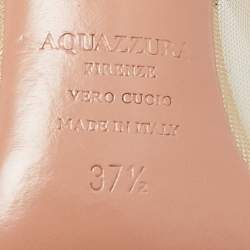 AQUAZZURA
FIRENZE
VERO CUOIO
MADE IN ITALY
37½